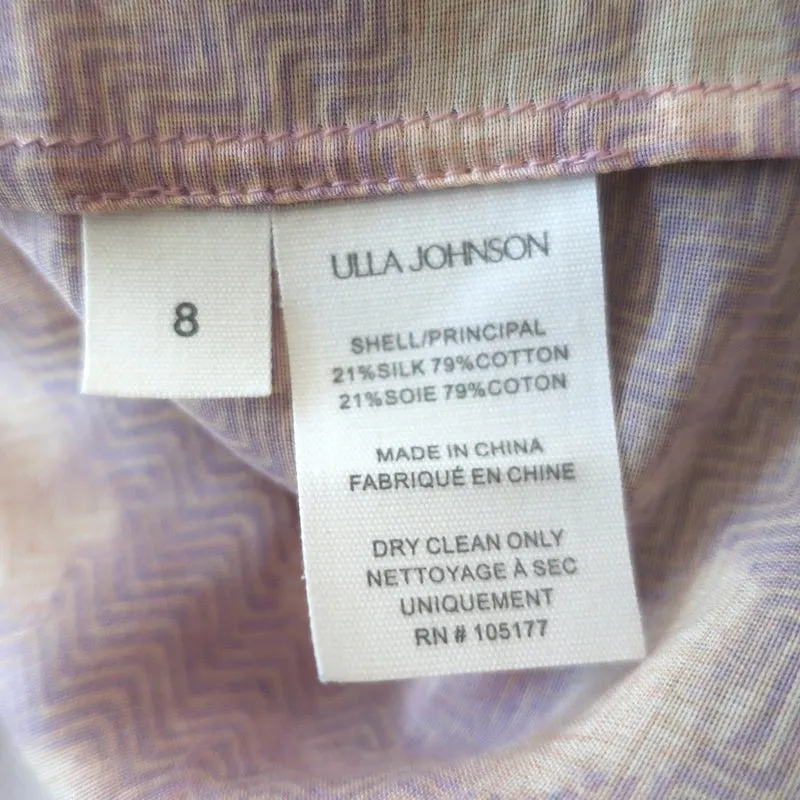 8
ULLA JOHNSON
SHELL/PRINCIPAL
21%SILK 79%COTTON
21%SOIE 79%COTON
MADE IN CHINA
FABRIQUÉ EN CHINE
DRY CLEAN ONLY
NETTOYAGE À SEC
UNIQUEMENT
RN # 105177